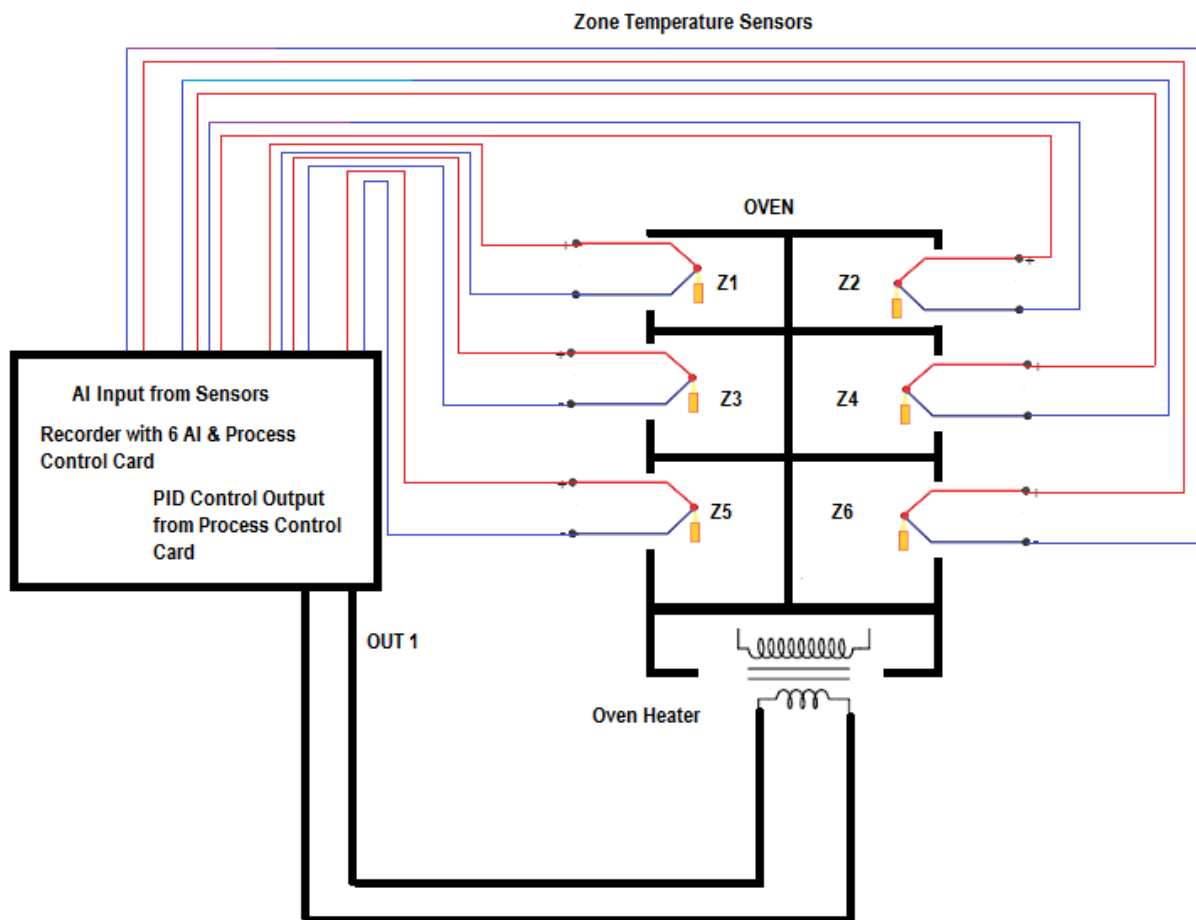 Zone Temperature Sensors
OVEN
+
Z1
Z2
+
AI Input from Sensors
Recorder with 6 AI & Process
Control Card
PID Control Output
from Process Control
Card
+
-
Z3
Z4
+
+
-
Z5
Z6
+
-
OUT 1
Oven Heater